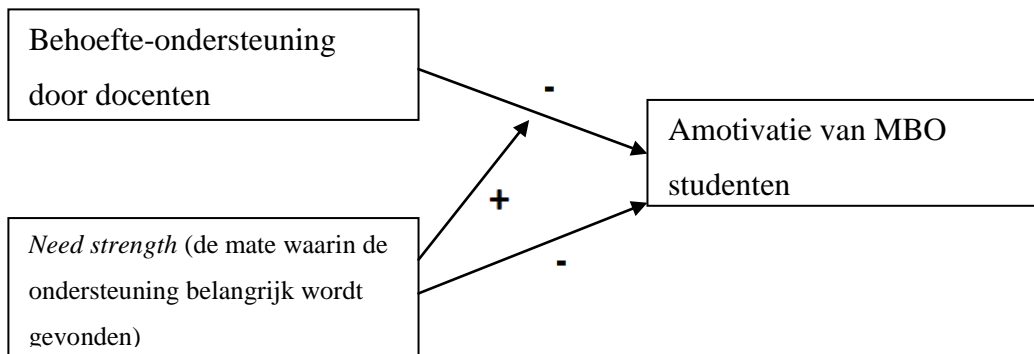 Behoefte-ondersteuning
door docenten
-
Amotivatie van MBO
studenten
+
Need strength (de mate waarin de
ondersteuning belangrijk wordt
gevonden)
-